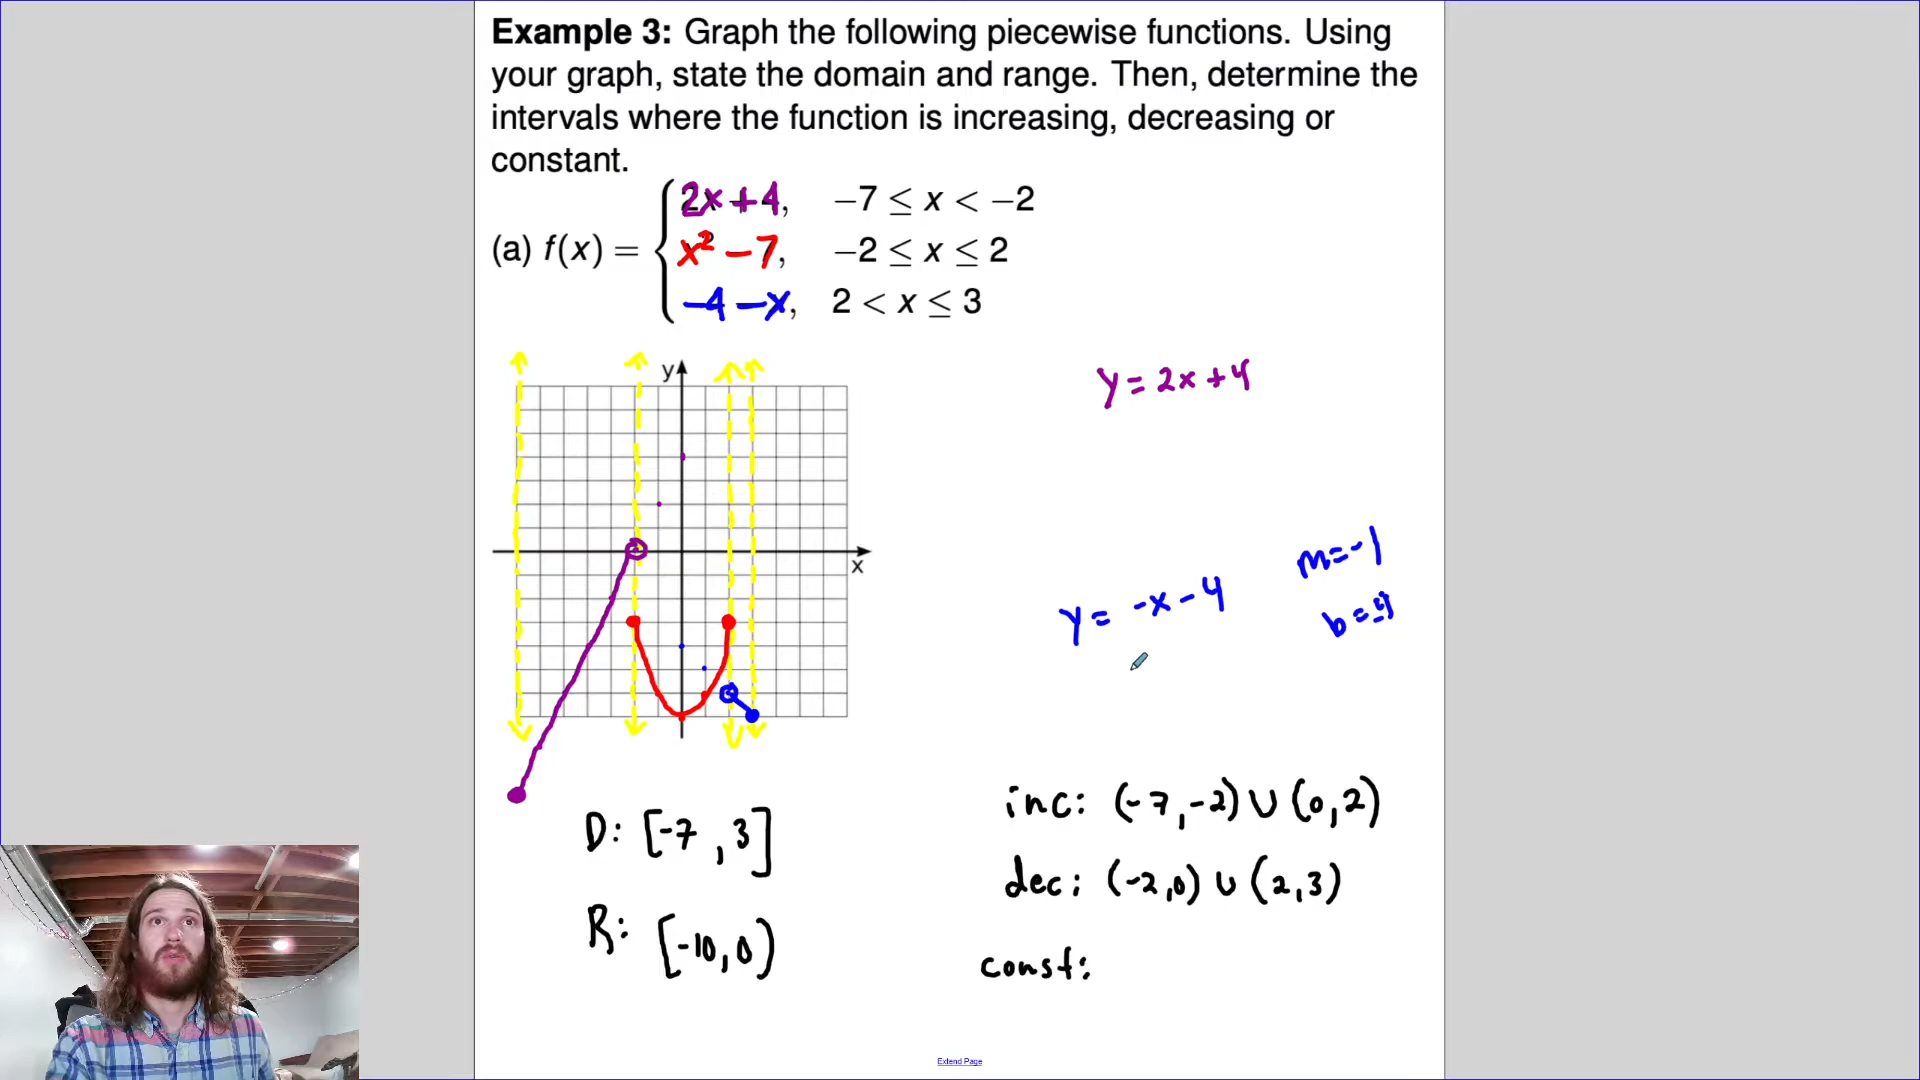 Example 3: Graph the following piecewise functions. Using
your graph, state the domain and range. Then, determine the
intervals where the function is increasing, decreasing or
constant.
2x+4, −7 ≤ x < −2
(a) f(x) = { x² −7, −2 ≤ x ≤ 2
−4 −x, 2 < x ≤ 3
y
x
y = 2x+4
m=-1
y = -x-4
b=-4
inc: (-7,-2) ∪ (0,2)
D: [-7, 3]
dec: (-2,0) ∪ (2,3)
R: [-10,0)
const:
Extend Page